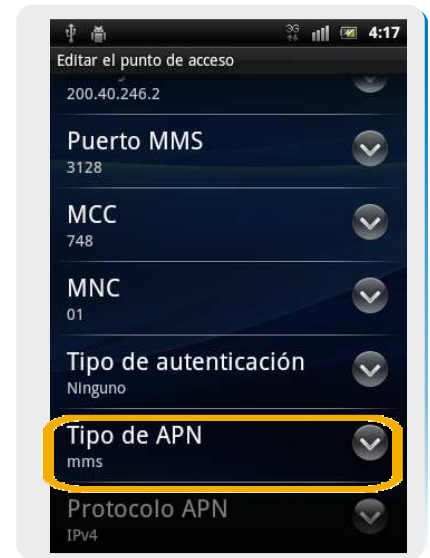 3G
4:17
Editar el punto de acceso
200.40.246.2
Puerto MMS
3128
MCC
748
MNC
01
Tipo de autenticación
Ninguno
Tipo de APN
mms
Protocolo APN
IPv4